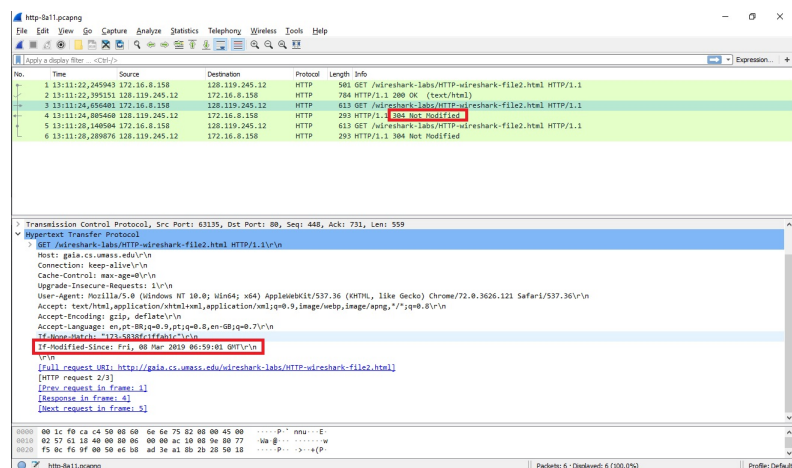 http-8a11.pcapng
File Edit View Go Capture Analyze Statistics Telephony Wireless Tools Help
Apply a display filter ... <Ctrl-/>
Expression... +
No. Time Source Destination Protocol Length Info
1 13:11:22,245943 172.16.8.158 128.119.245.12 HTTP 501 GET /wireshark-labs/HTTP-wireshark-file2.html HTTP/1.1
2 13:11:22,395151 128.119.245.12 172.16.8.158 HTTP 784 HTTP/1.1 200 OK (text/html)
3 13:11:24,656401 172.16.8.158 128.119.245.12 HTTP 613 GET /wireshark-labs/HTTP-wireshark-file2.html HTTP/1.1
4 13:11:24,805460 128.119.245.12 172.16.8.158 HTTP 293 HTTP/1.1 304 Not Modified
5 13:11:28,140504 172.16.8.158 128.119.245.12 HTTP 613 GET /wireshark-labs/HTTP-wireshark-file2.html HTTP/1.1
6 13:11:28,289876 128.119.245.12 172.16.8.158 HTTP 293 HTTP/1.1 304 Not Modified
> Transmission Control Protocol, Src Port: 63135, Dst Port: 80, Seq: 448, Ack: 731, Len: 559
Hypertext Transfer Protocol
> GET /wireshark-labs/HTTP-wireshark-file2.html HTTP/1.1\r\n
Host: gaia.cs.umass.edu\r\n
Connection: keep-alive\r\n
Cache-Control: max-age=0\r\n
Upgrade-Insecure-Requests: 1\r\n
User-Agent: Mozilla/5.0 (Windows NT 10.0; Win64; x64) AppleWebKit/537.36 (KHTML, like Gecko) Chrome/72.0.3626.121 Safari/537.36\r\n
Accept: text/html,application/xhtml+xml,application/xml;q=0.9,image/webp,image/apng,*/*;q=0.8\r\n
Accept-Encoding: gzip, deflate\r\n
Accept-Language: en,pt-BR;q=0.9,pt;q=0.8,en-GB;q=0.7\r\n
If-None-Match: "173-5838fc1ffab1c"\r\n
If-Modified-Since: Fri, 08 Mar 2019 06:59:01 GMT\r\n
\r\n
[Full request URI: http://gaia.cs.umass.edu/wireshark-labs/HTTP-wireshark-file2.html]
[HTTP request 2/3]
[Prev request in frame: 1]
[Response in frame: 4]
[Next request in frame: 5]
0000 00 1c f0 ca c4 50 08 60 6e 6e 75 82 08 00 45 00 ·····P·` nnu···E·
0010 02 57 61 18 40 00 80 06 00 00 ac 10 08 9e 80 77 ·Wa·@··· ·······w
0020 f5 0c f6 9f 00 50 e6 b8 ad 3e a1 8b 2b 28 50 18 ·····P·· ·>··+(P·
http-8a11.pcapng
Packets: 6 · Displayed: 6 (100.0%)
Profile: Default